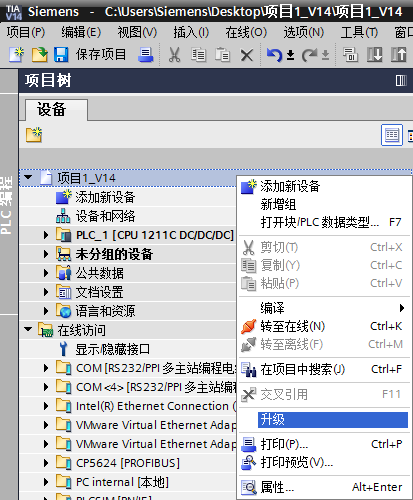 TIA
V14
Siemens - C:\Users\Siemens\Desktop\项目1_V14\项目1_V14
项目(P) 编辑(E) 视图(V) 插入(I) 在线(O) 选项(N) 工具(T) 窗口
保存项目
项目树
设备
PLC 编程
项目1_V14
添加新设备
设备和网络
PLC_1 [CPU 1211C DC/DC/DC]
未分组的设备
公共数据
文档设置
语言和资源
在线访问
显示/隐藏接口
COM [RS232/PPI 多主站编程电
COM <4> [RS232/PPI 多主站编程
Intel(R) Ethernet Connection (
VMware Virtual Ethernet Adap
VMware Virtual Ethernet Adap
CP5624 [PROFIBUS]
PC internal [本地]
PLCSIM [PN/IE]
添加新设备
新增组
打开块/PLC 数据类型... F7
剪切(T) Ctrl+X
复制(Y) Ctrl+C
粘贴(P) Ctrl+V
编译
转至在线(N) Ctrl+K
转至离线(F) Ctrl+M
在项目中搜索(J) Ctrl+F
交叉引用 F11
升级
打印(P)... Ctrl+P
打印预览(V)...
属性... Alt+Enter